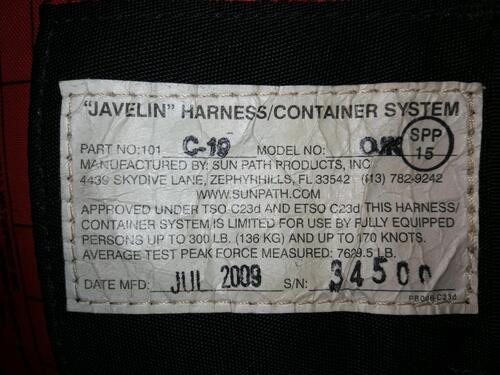 "JAVELIN" HARNESS/CONTAINER SYSTEM
PART NO:101 C-19 MODEL NO: SPP 15
MANUFACTURED BY: SUN PATH PRODUCTS, INC
4439 SKYDIVE LANE, ZEPHYRHILLS, FL 33542 (813) 782-9242
WWW.SUNPATH.COM
APPROVED UNDER TSO C23d AND ETSO C23d THIS HARNESS/
CONTAINER SYSTEM IS LIMITED FOR USE BY FULLY EQUIPPED
PERSONS UP TO 300 LB. (136 KG) AND UP TO 170 KNOTS.
AVERAGE TEST PEAK FORCE MEASURED: 7629.5 LB.
DATE MFD: JUL 2009 S/N: 34500